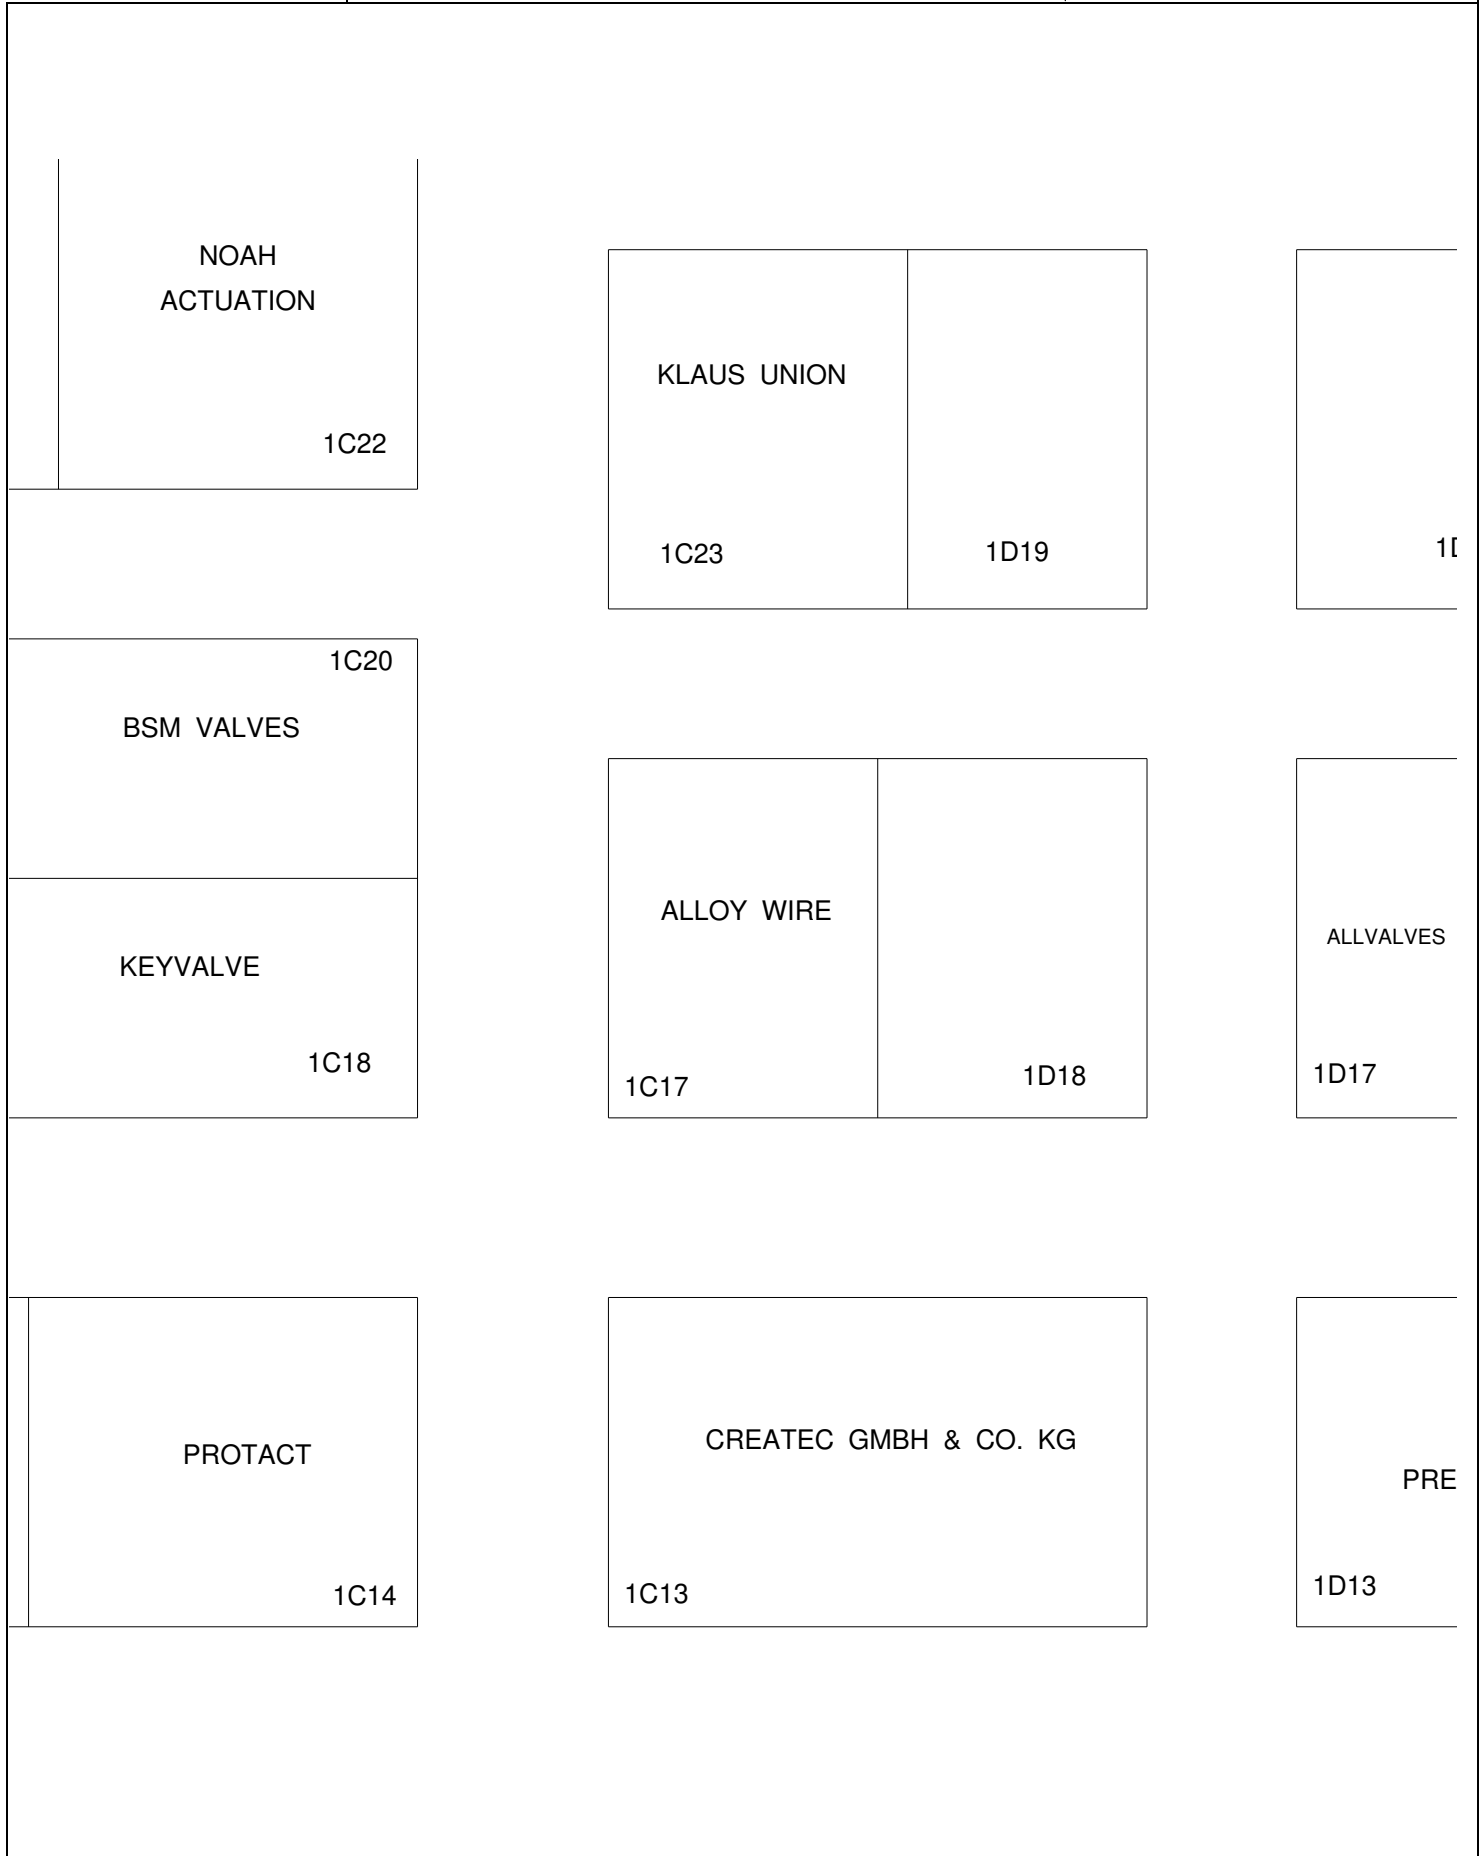 NOAH
ACTUATION
1C22
KLAUS UNION
1C23
1D19
1C20
BSM VALVES
KEYVALVE
1C18
ALLOY WIRE
1C17
1D18
ALLVALVES
1D17
PROTACT
1C14
CREATEC GMBH & CO. KG
1C13
PRE
1D13